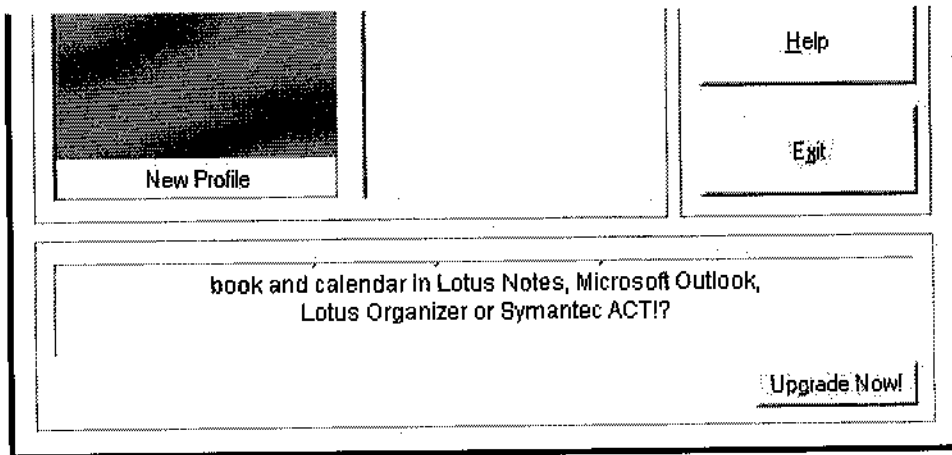 Help
Exit
New Profile
book and calendar in Lotus Notes, Microsoft Outlook,
Lotus Organizer or Symantec ACT!?
Upgrade Now!